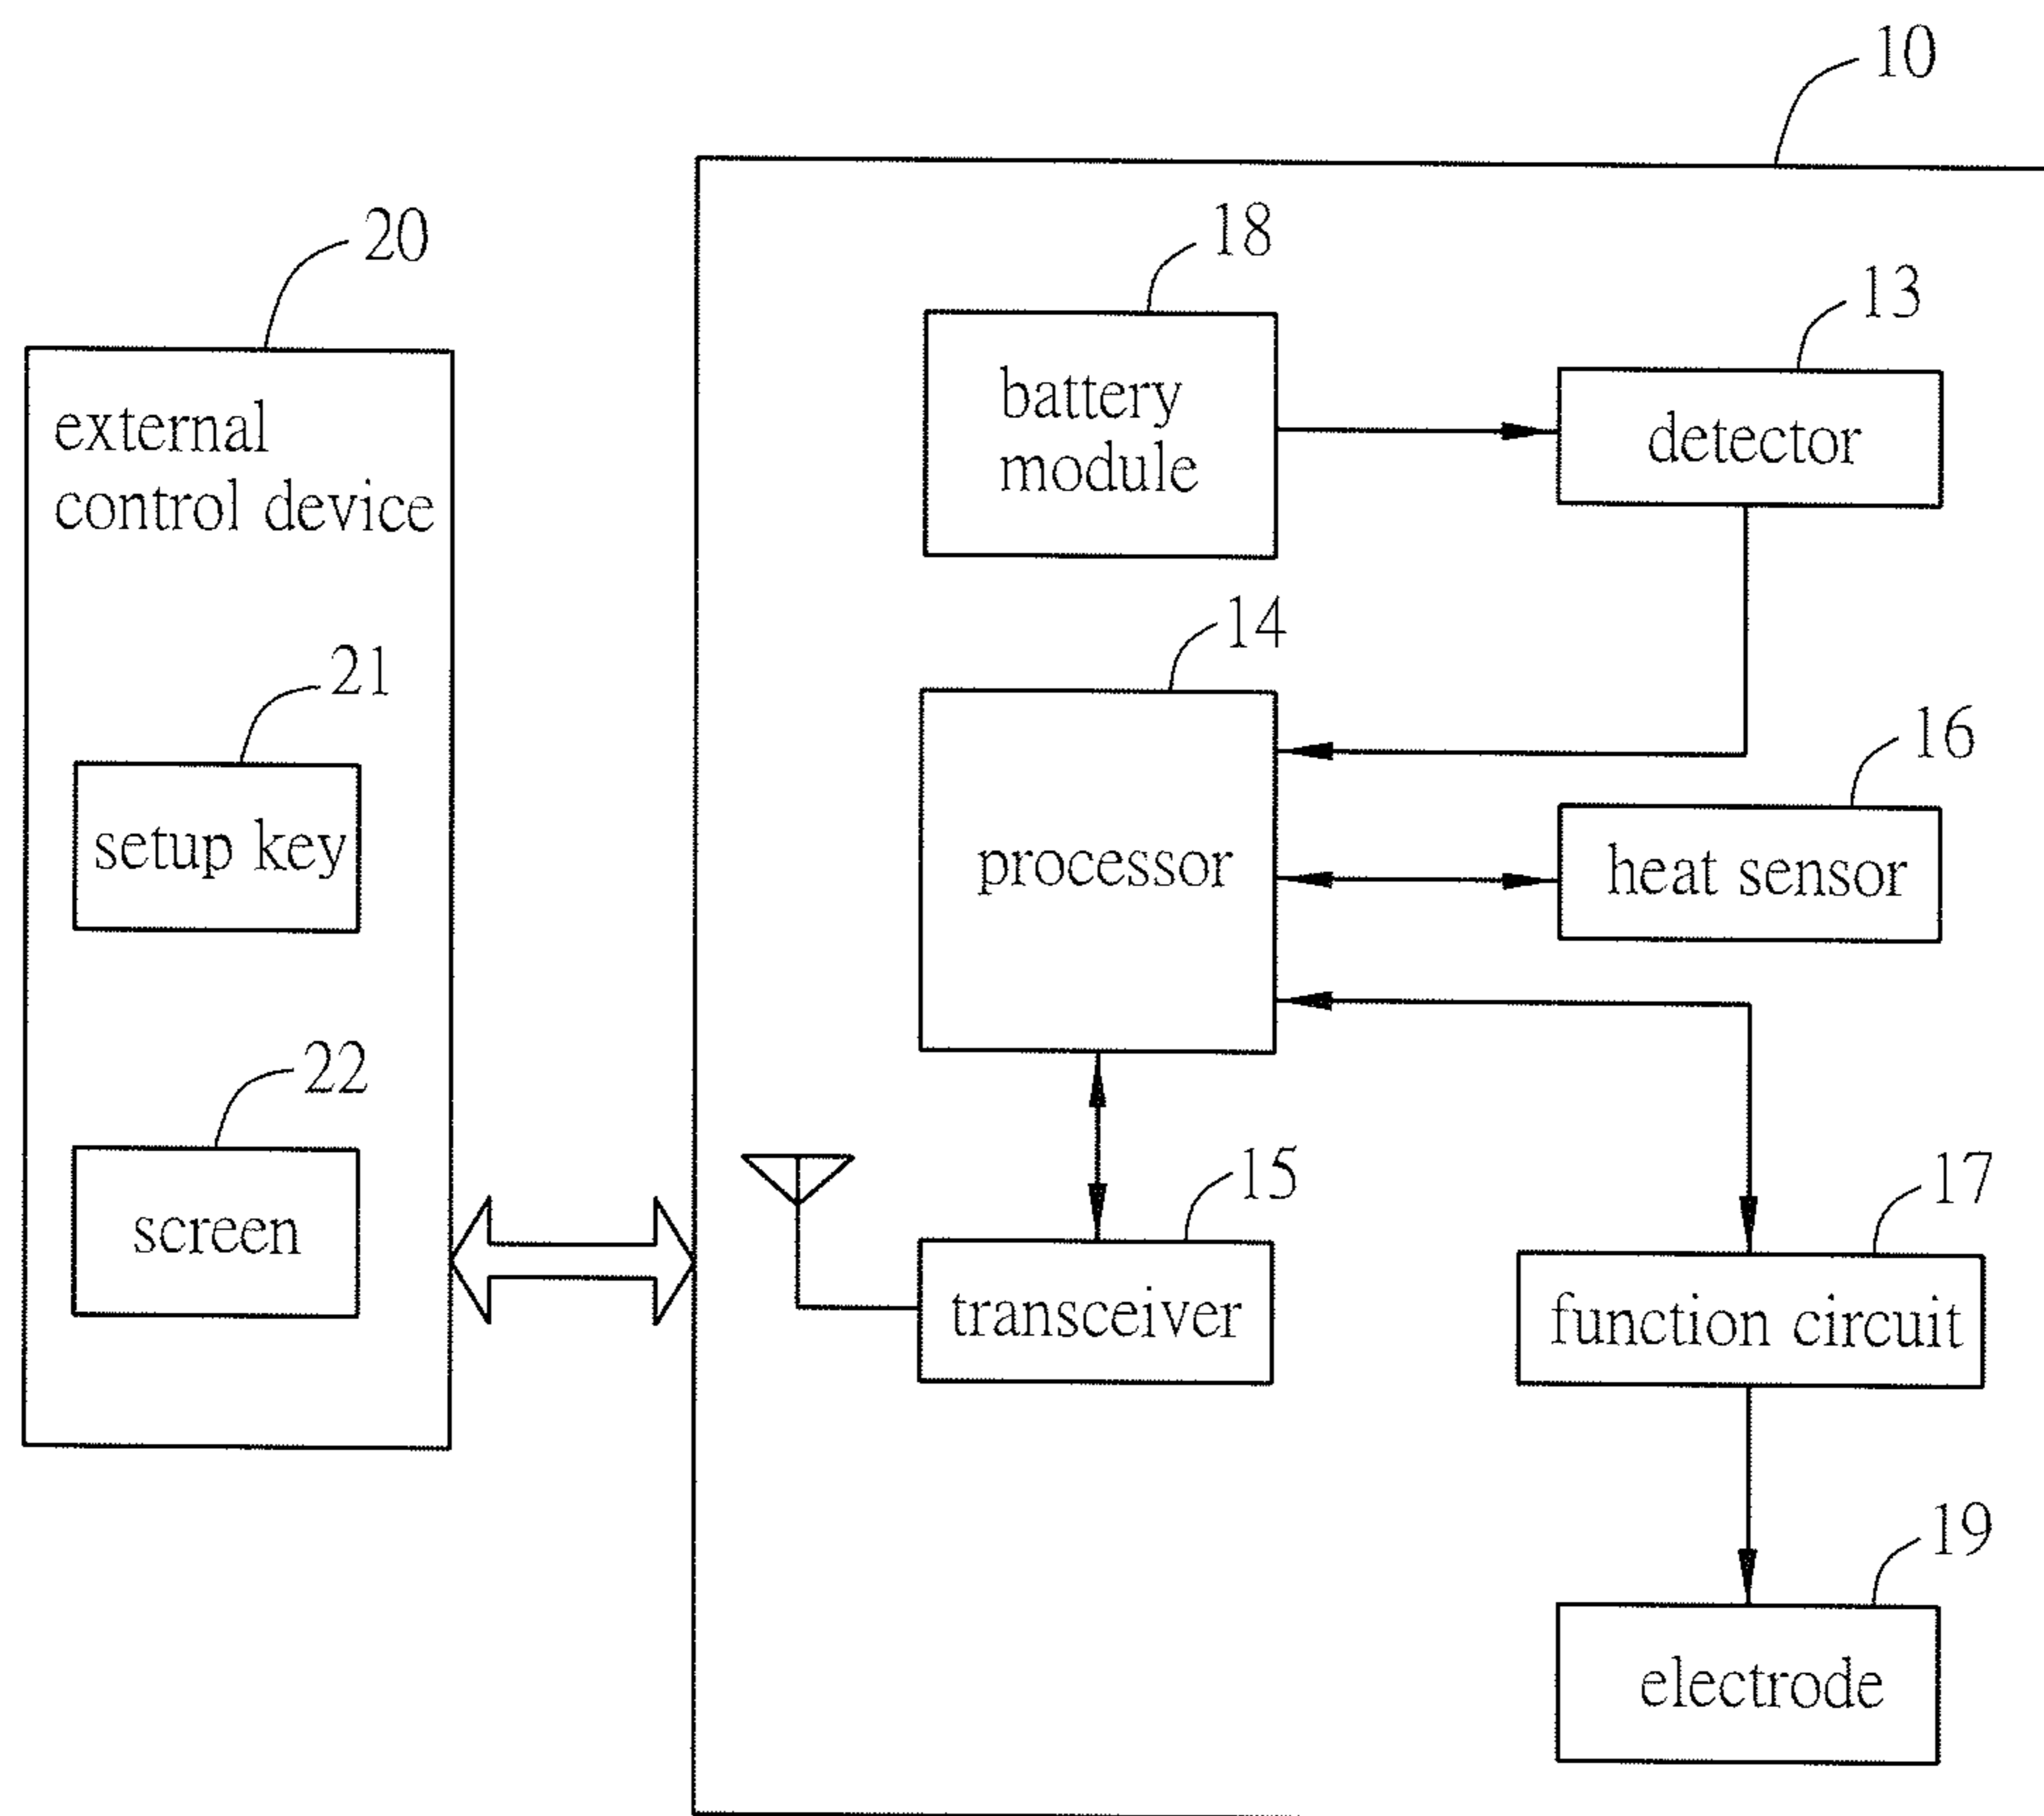 10
20
18
13
external
control device
battery
module
detector
14
21
16
setup key
processor
heat sensor
22
15
17
screen
transceiver
function circuit
19
electrode